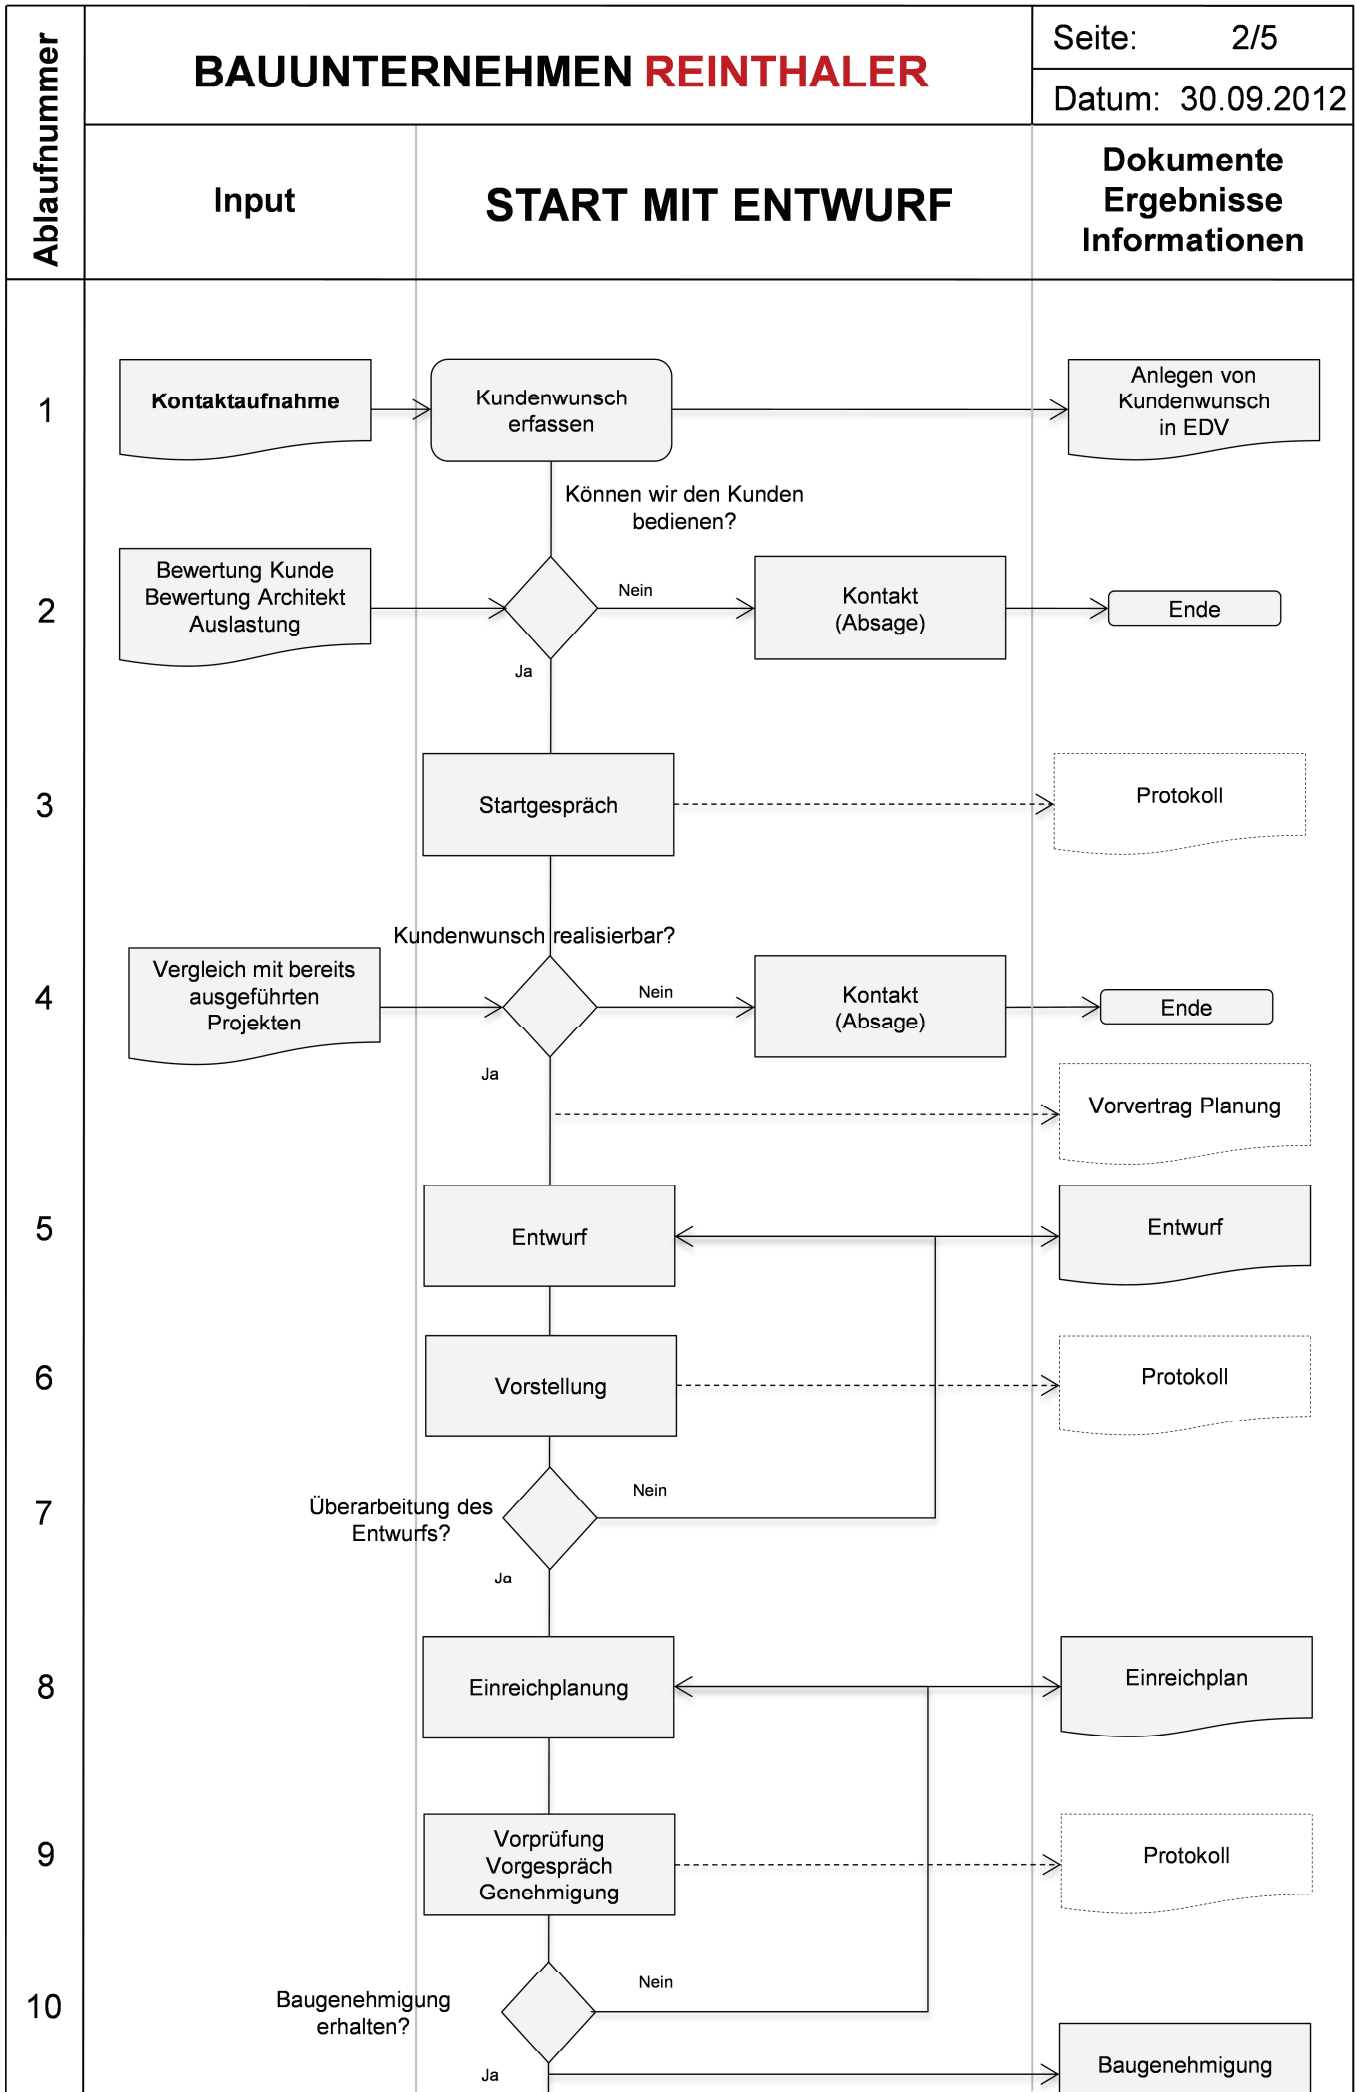 Ablaufnummer
BAUUNTERNEHMEN REINTHALER
Seite: 2/5
Datum: 30.09.2012
Input
START MIT ENTWURF
Dokumente
Ergebnisse
Informationen
1
Kontaktaufnahme
Kundenwunsch
erfassen
Anlegen von
Kundenwunsch
in EDV
Können wir den Kunden
bedienen?
2
Bewertung Kunde
Bewertung Architekt
Auslastung
Nein
Kontakt
(Absage)
Ende
Ja
3
Startgespräch
Protokoll
Kundenwunsch realisierbar?
4
Vergleich mit bereits
ausgeführten
Projekten
Nein
Kontakt
(Absage)
Ende
Ja
Vorvertrag Planung
5
Entwurf
Entwurf
6
Vorstellung
Protokoll
7
Überarbeitung des
Entwurfs?
Nein
Ja
8
Einreichplanung
Einreichplan
9
Vorprüfung
Vorgespräch
Genehmigung
Protokoll
10
Baugenehmigung
erhalten?
Nein
Ja
Baugenehmigung